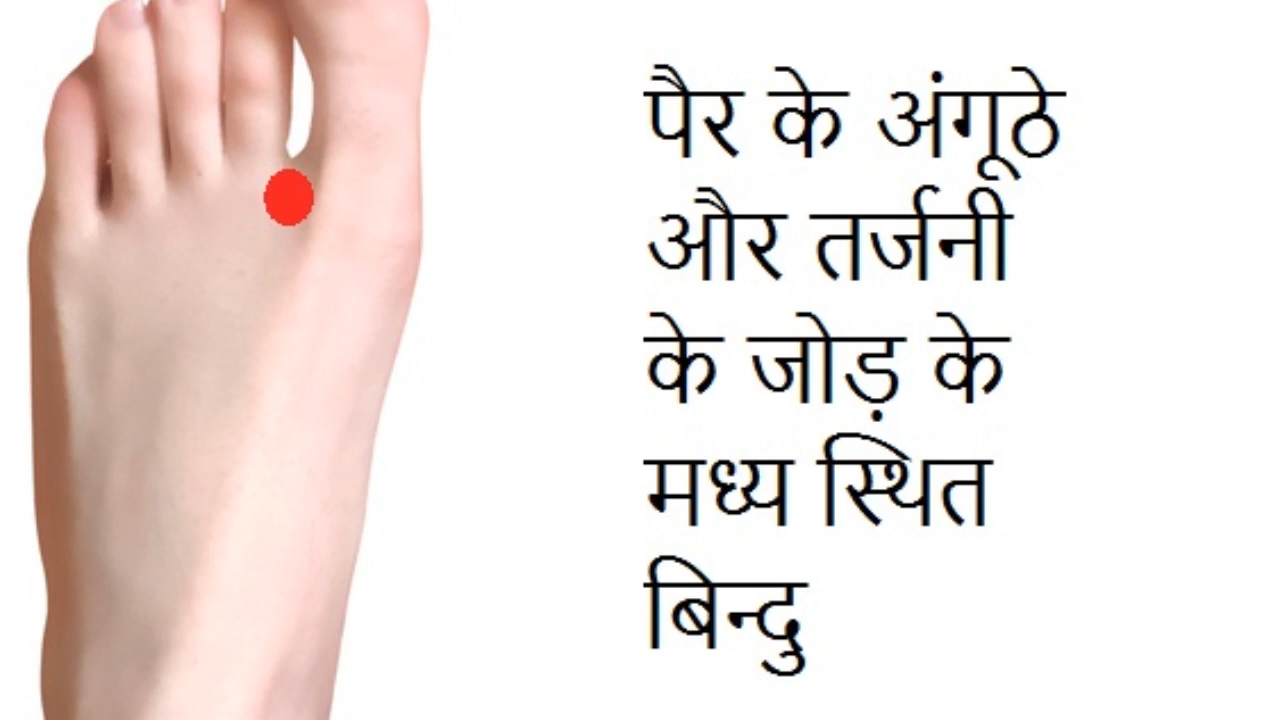 पैर के अंगूठे
और तर्जनी
के जोड़ के
मध्य स्थित
बिन्दु